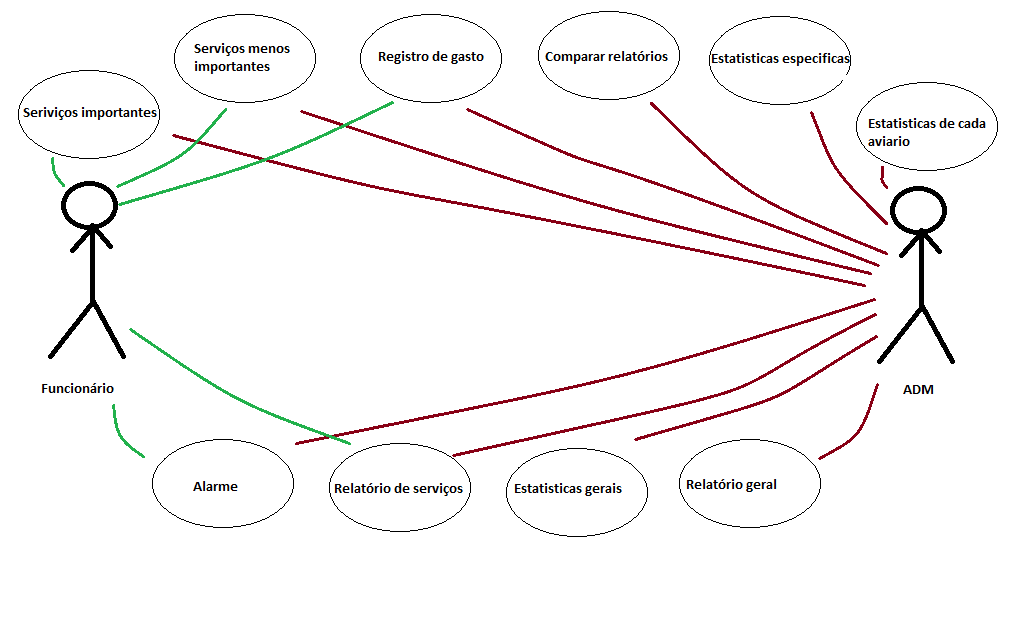 Serviços menos
importantes
Registro de gasto
Comparar relatórios
Estatisticas especificas
Seriviços importantes
Estatisticas de cada
aviario
Funcionário
ADM
Alarme
Relatório de serviços
Estatisticas gerais
Relatório geral